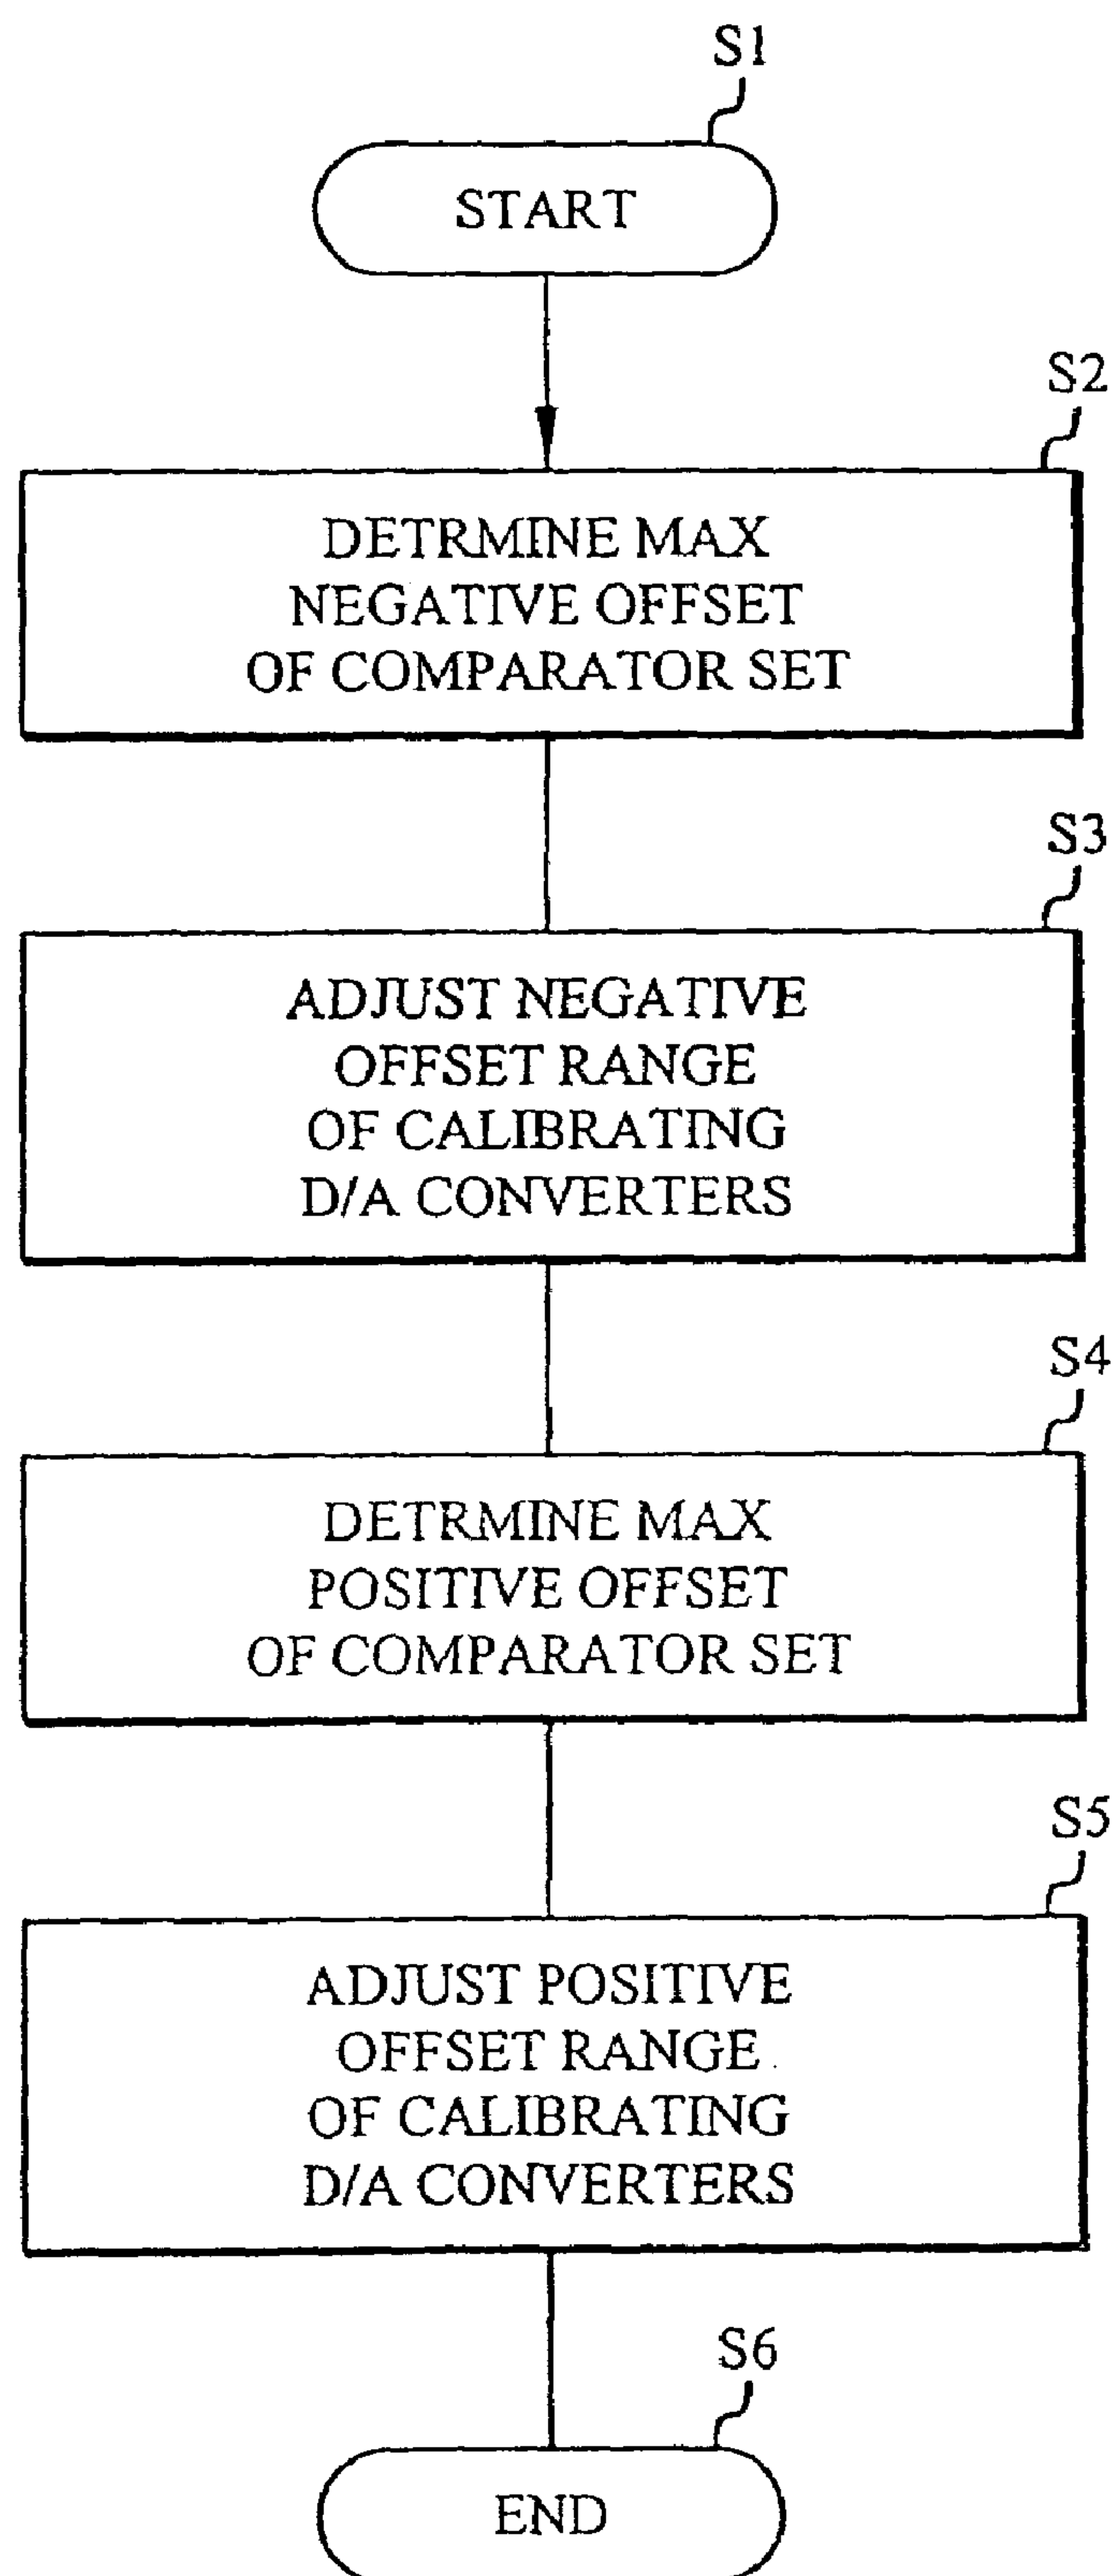 S1
START
S2
DETRMINE MAX
NEGATIVE OFFSET
OF COMPARATOR SET
S3
ADJUST NEGATIVE
OFFSET RANGE
OF CALIBRATING
D/A CONVERTERS
S4
DETRMINE MAX
POSITIVE OFFSET
OF COMPARATOR SET
S5
ADJUST POSITIVE
OFFSET RANGE
OF CALIBRATING
D/A CONVERTERS
S6
END